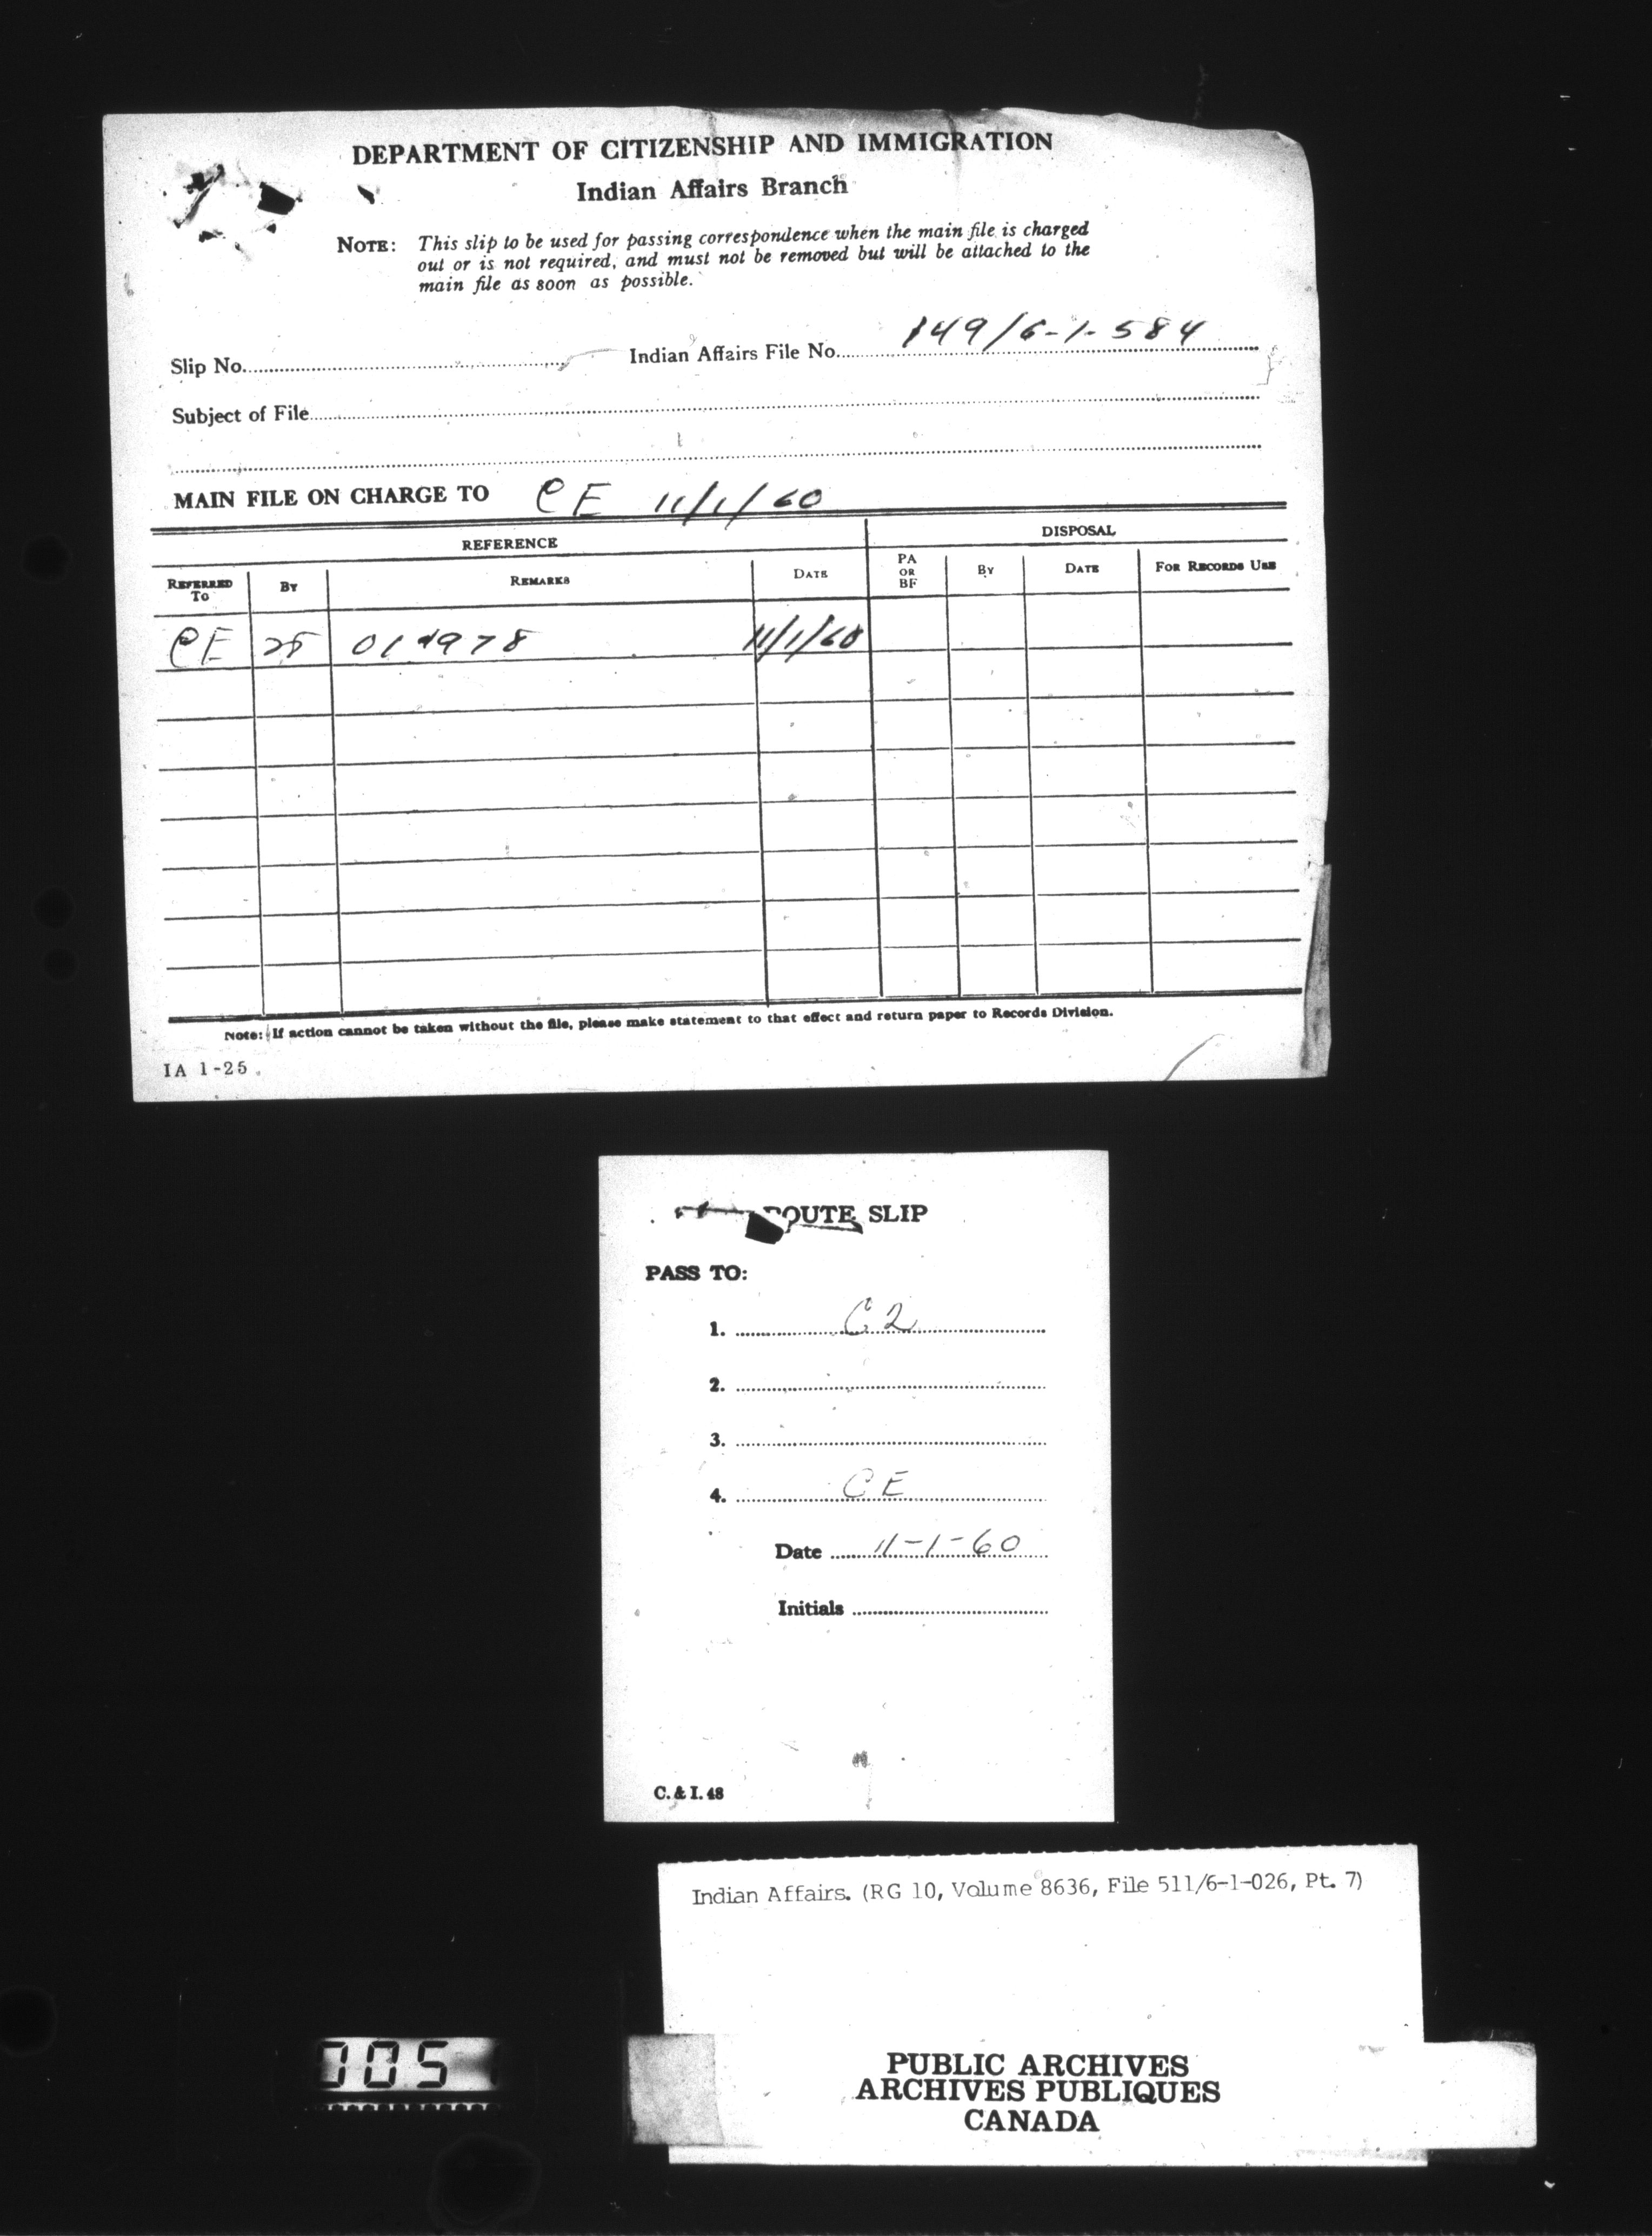 DEPARTMENT OF CITIZENSHIP AND IMMIGRATION
Indian Affairs Branch
NOTE: This slip to be used for passing correspondence when the main file is charged
out or is not required, and must not be removed but will be attached to the
main file as soon as possible.
Slip No. Indian Affairs File No. 149/6-1-584
Subject of File
MAIN FILE ON CHARGE TO CE 11/1/60
REFERENCE DISPOSAL
REFERRED TO BY REMARKS DATE PA OR BF BY DATE FOR RECORDS USE
CE 11/1/60
Note: If action cannot be taken without the file, please make statement to that effect and return paper to Records Division.
IA 1-25
ROUTE SLIP
PASS TO:
1. C2
2.
3.
4. CE
Date 11-1-60
Initials
C. & I. 48
Indian Affairs. (RG 10, Volume 8636, File 511/6-1-026, Pt. 7)
705
PUBLIC ARCHIVES
ARCHIVES PUBLIQUES
CANADA